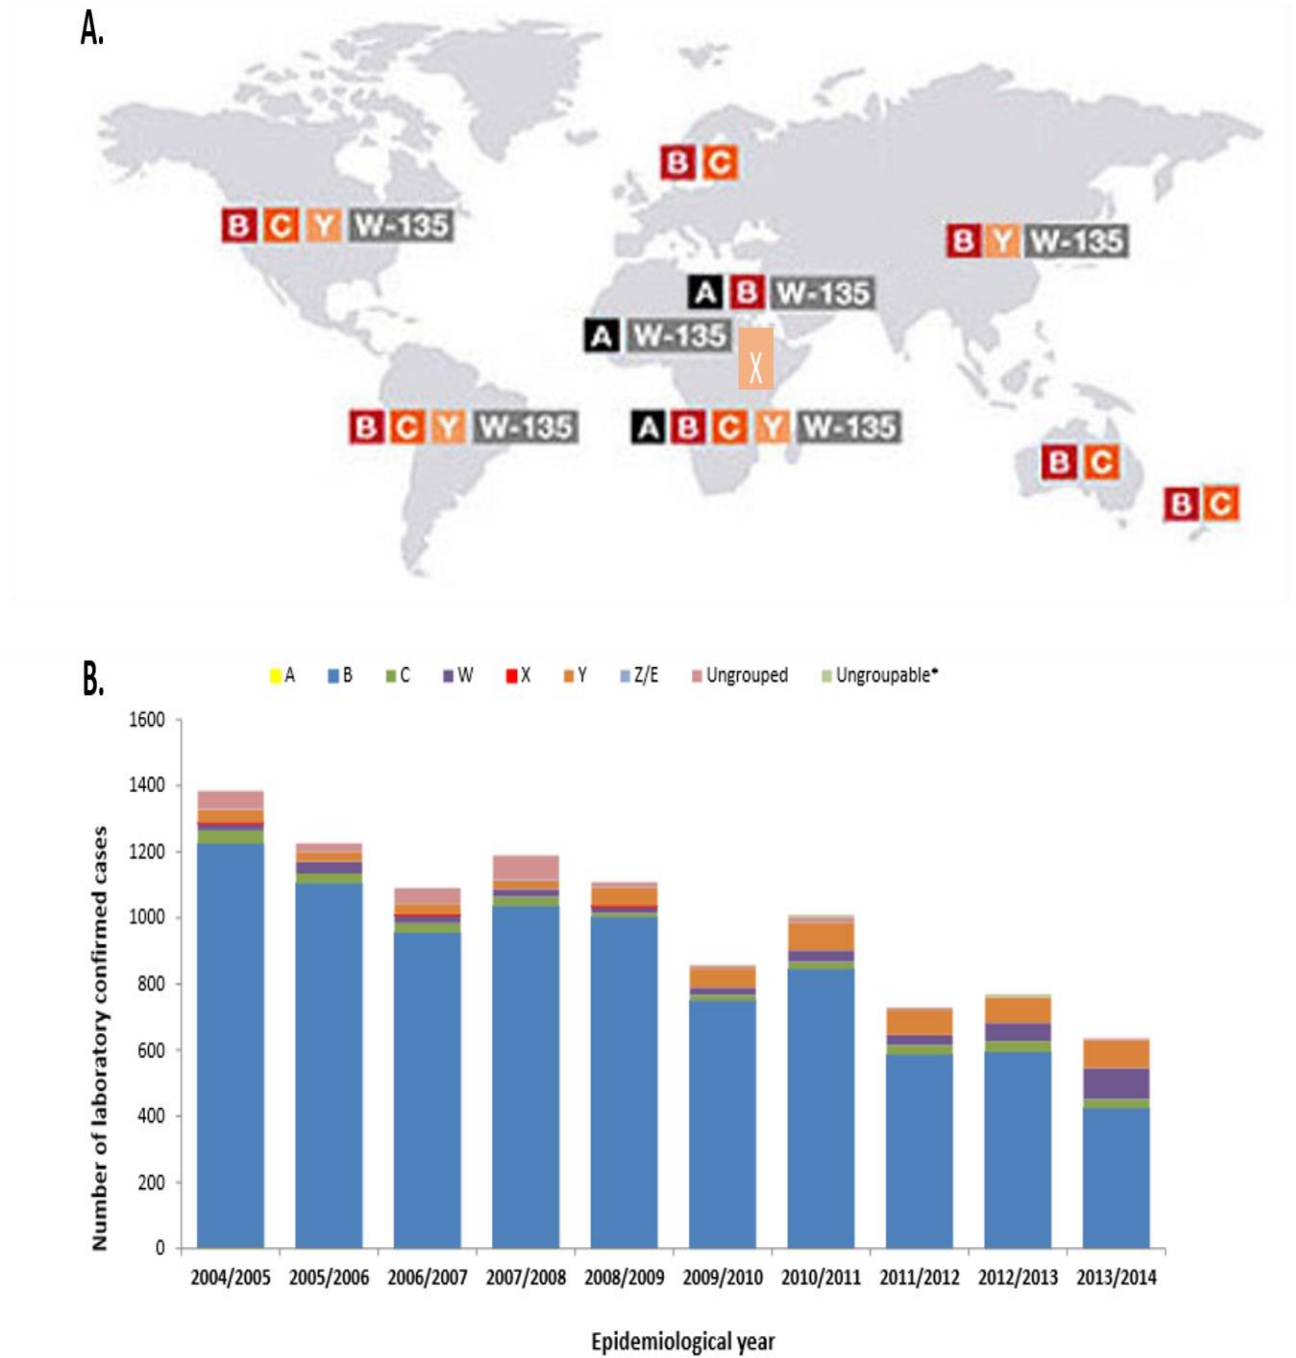 A.
B C
B C Y W-135
B Y W-135
A B W-135
A W-135
X
B C Y W-135
A B C Y W-135
B C
B C
B.
A B C W X Y Z/E Ungrouped Ungroupable*
Number of laboratory confirmed cases
1600
1400
1200
1000
800
600
400
200
0
2004/2005 2005/2006 2006/2007 2007/2008 2008/2009 2009/2010 2010/2011 2011/2012 2012/2013 2013/2014
Epidemiological year